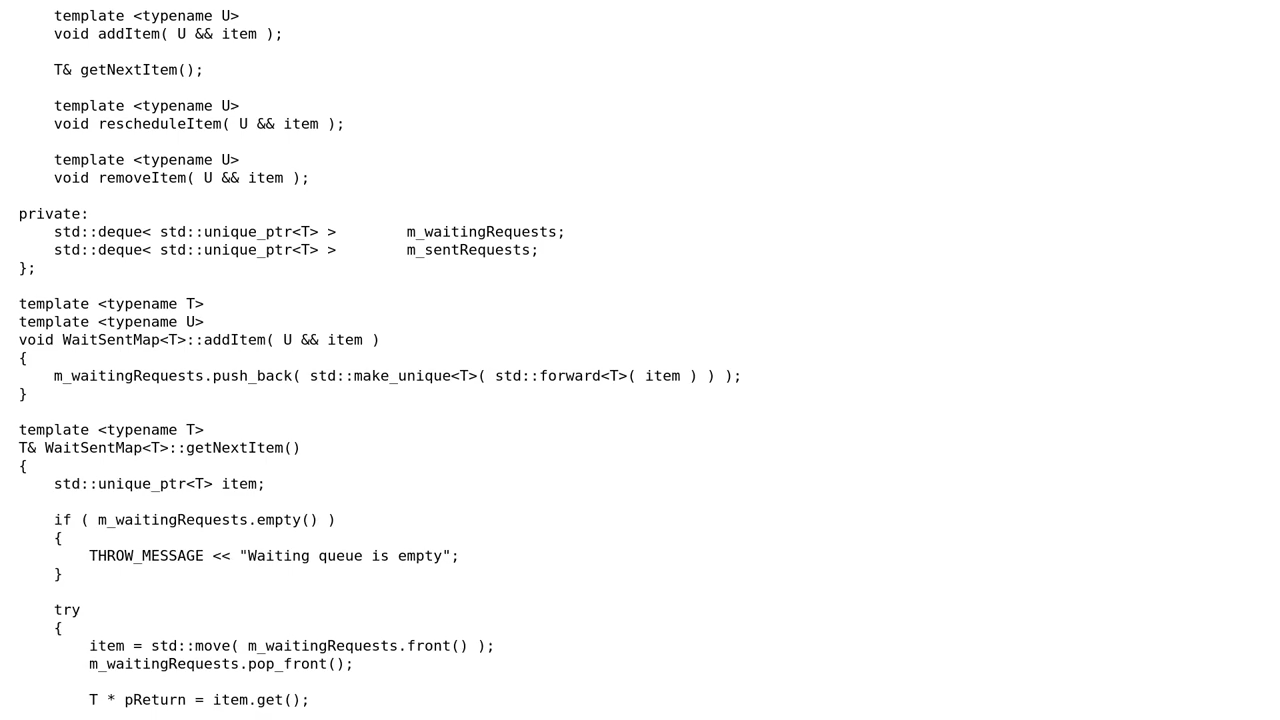 template <typename U>
void addItem( U && item );
T& getNextItem();
template <typename U>
void rescheduleItem( U && item );
template <typename U>
void removeItem( U && item );
private:
std::deque< std::unique_ptr<T> >        m_waitingRequests;
std::deque< std::unique_ptr<T> >        m_sentRequests;
};
template <typename T>
template <typename U>
void WaitSentMap<T>::addItem( U && item )
{
m_waitingRequests.push_back( std::make_unique<T>( std::forward<T>( item ) ) );
}
template <typename T>
T& WaitSentMap<T>::getNextItem()
{
std::unique_ptr<T> item;
if ( m_waitingRequests.empty() )
{
THROW_MESSAGE << "Waiting queue is empty";
}
try
{
item = std::move( m_waitingRequests.front() );
m_waitingRequests.pop_front();
T * pReturn = item.get();